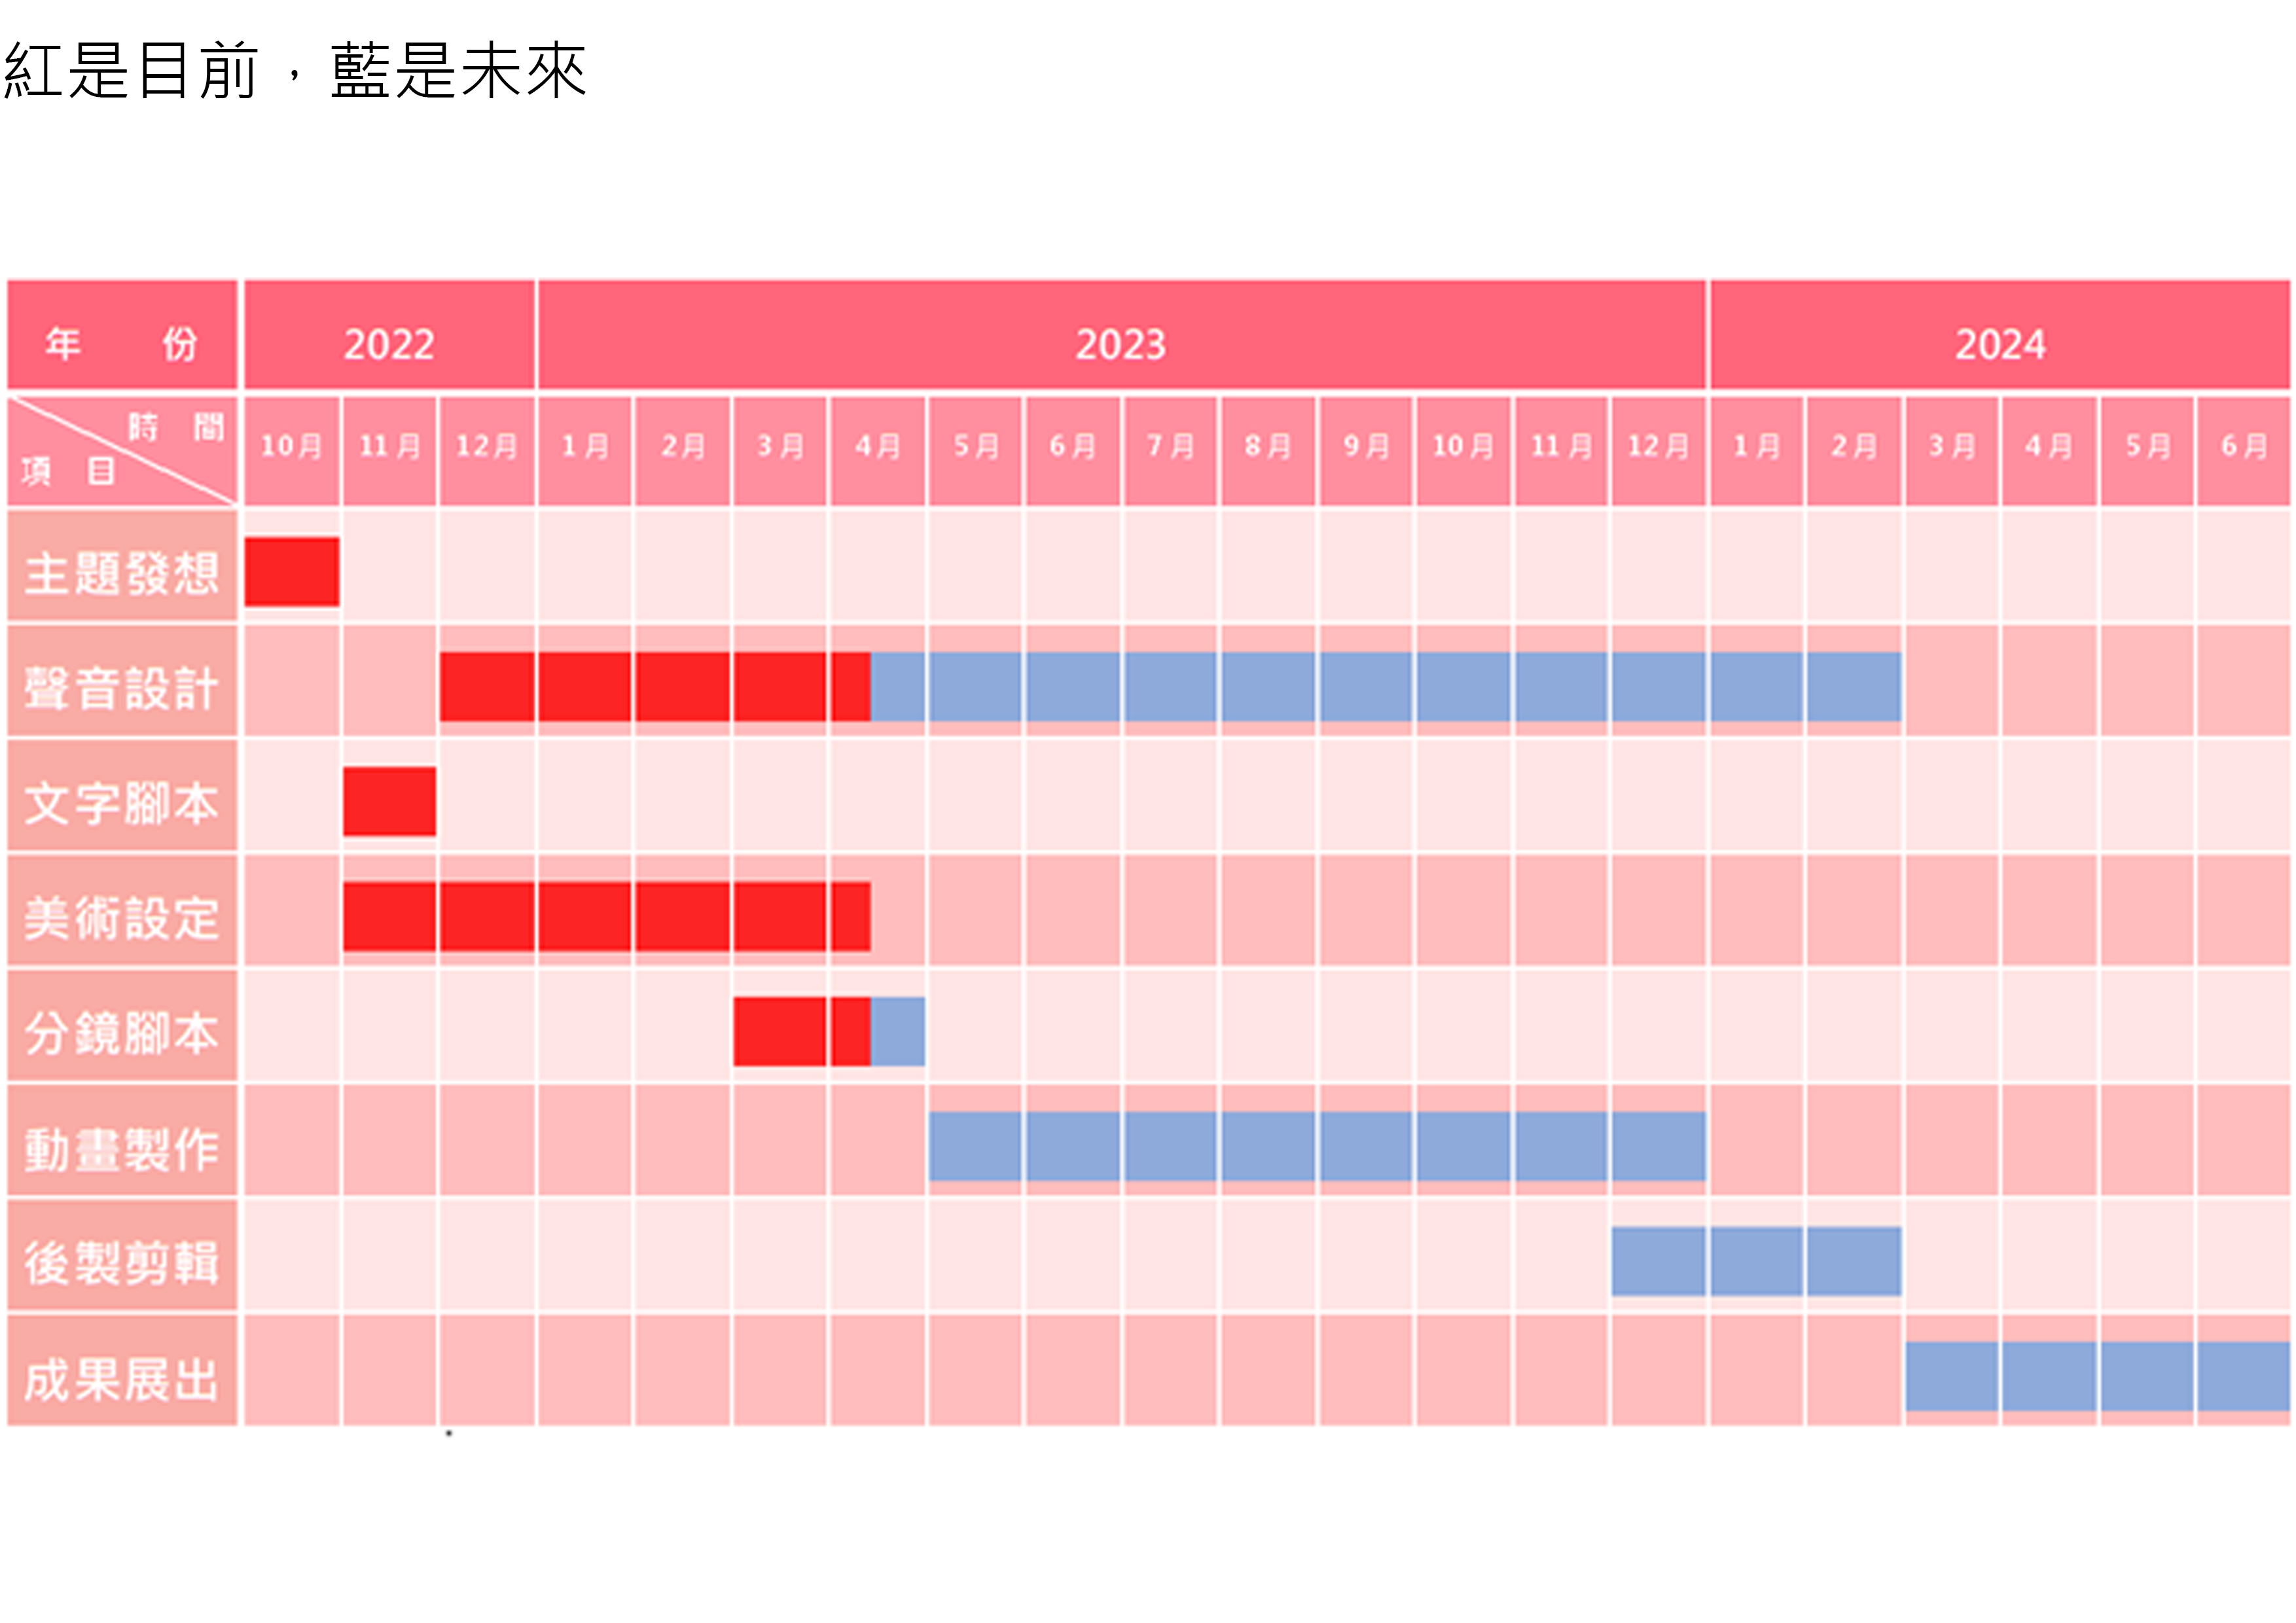 紅是目前，藍是未來
年 份 2022 2023 2024
時 間
項 目
10月 11月 12月 1月 2月 3月 4月 5月 6月 7月 8月 9月 10月 11月 12月 1月 2月 3月 4月 5月 6月
主題發想
聲音設計
文字腳本
美術設定
分鏡腳本
動畫製作
後製剪輯
成果展出